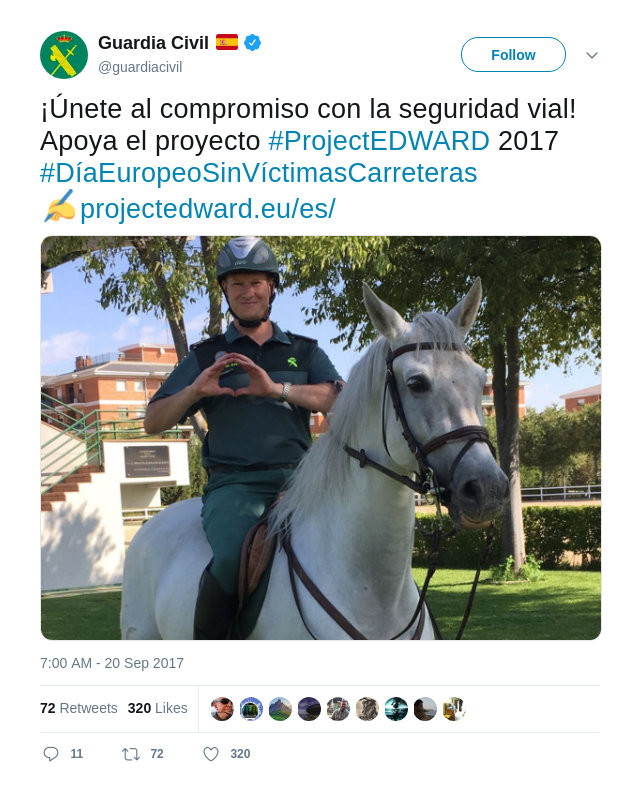 Guardia Civil
@guardiacivil
Follow
¡Únete al compromiso con la seguridad vial!
Apoya el proyecto #ProjectEDWARD 2017
#DíaEuropeoSinVíctimasCarreteras
✍projectedward.eu/es/
7:00 AM - 20 Sep 2017
72 Retweets 320 Likes
11 72 320